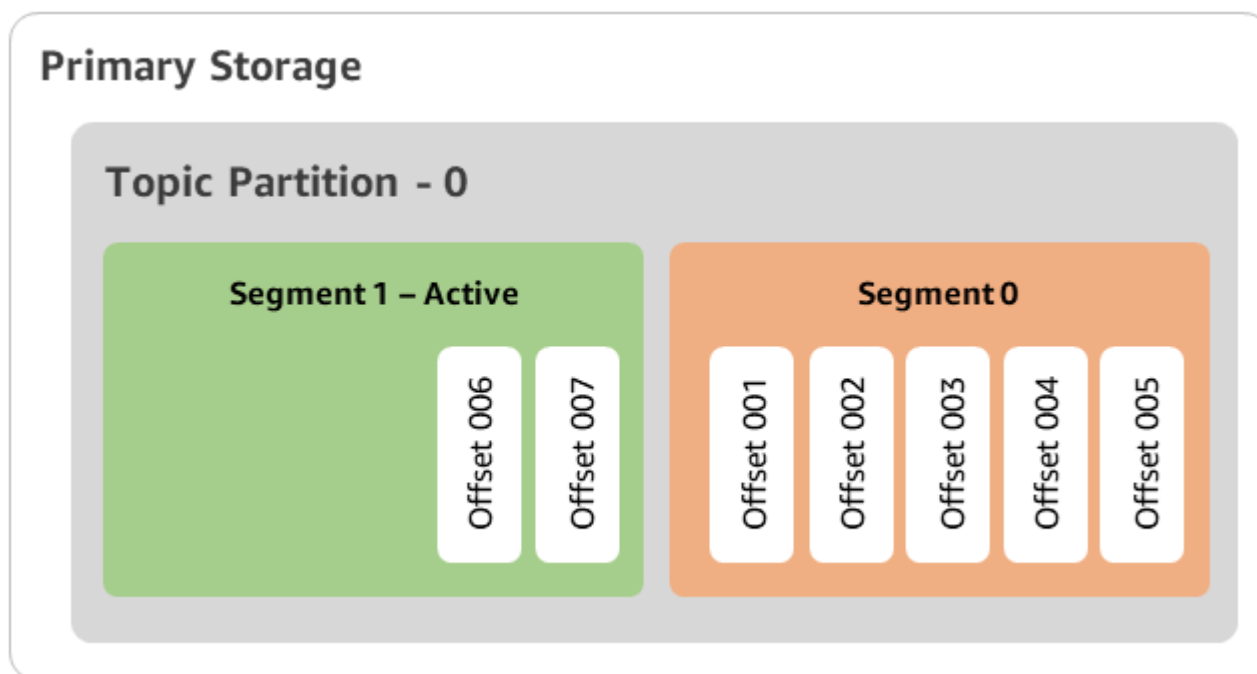 Primary Storage
Topic Partition - 0
Segment 1 – Active
Offset 006
Offset 007
Segment 0
Offset 001
Offset 002
Offset 003
Offset 004
Offset 005